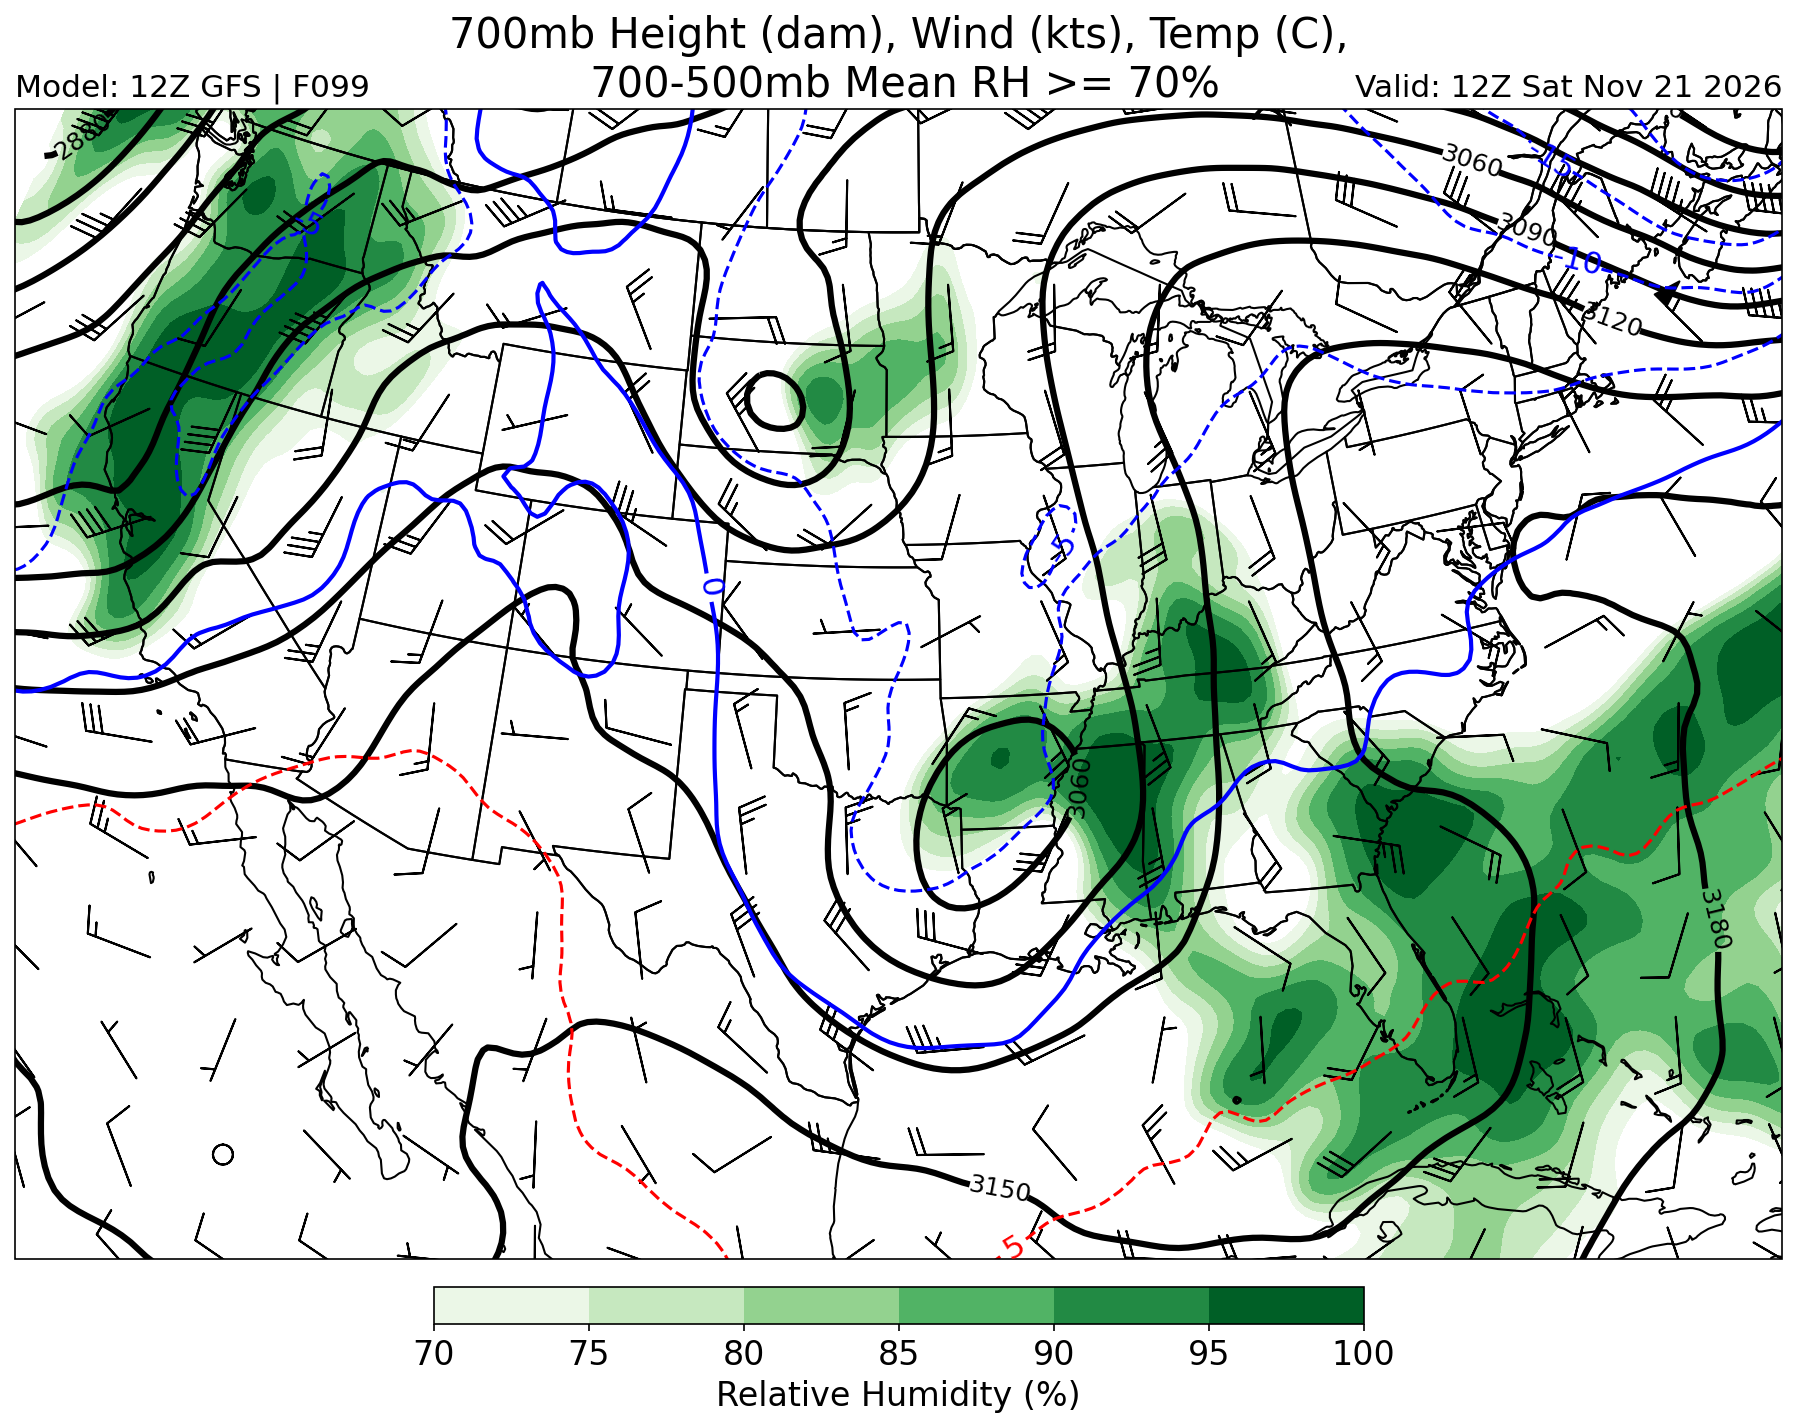 700mb Height (dam), Wind (kts), Temp (C),
700-500mb Mean RH >= 70%
Model: 12Z GFS | F099
Valid: 12Z Sat Nov 21 2026
2880
3060
-15
3090
-10
3120
-5
0
-5
3060
3180
3150
5
70 75 80 85 90 95 100
Relative Humidity (%)